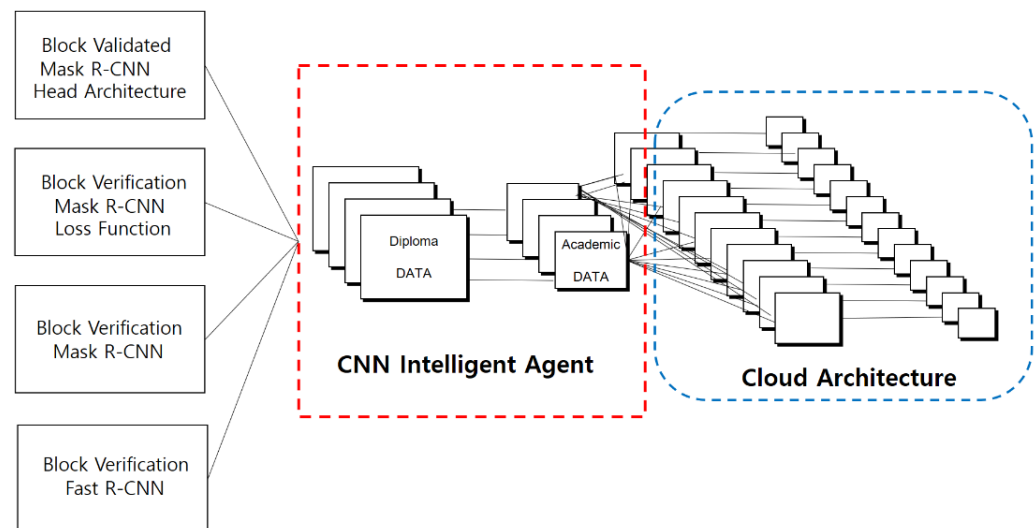 Block Validated
Mask R-CNN
Head Architecture
Block Verification
Mask R-CNN
Loss Function
Block Verification
Mask R-CNN
Block Verification
Fast R-CNN
Diploma
DATA
Academic
DATA
CNN Intelligent Agent
Cloud Architecture